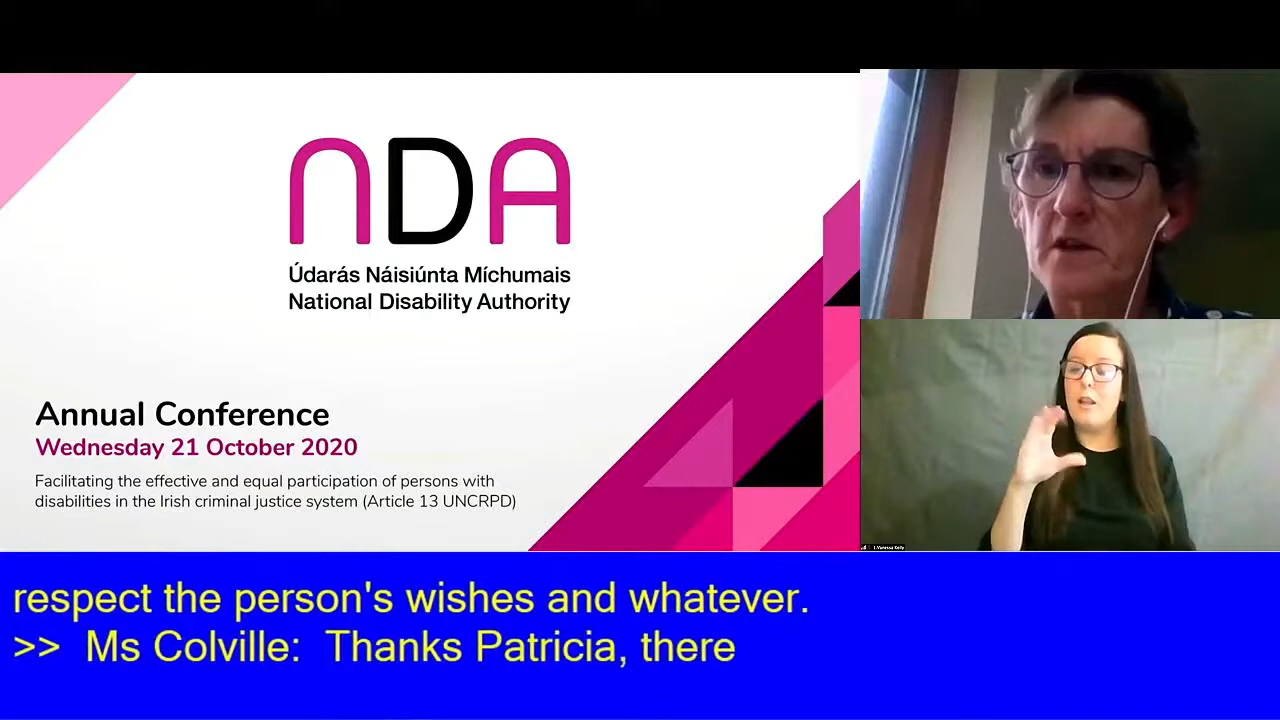 NDA
Údarás Náisiúnta Míchumais
National Disability Authority
Annual Conference
Wednesday 21 October 2020
Facilitating the effective and equal participation of persons with
disabilities in the Irish criminal justice system (Article 13 UNCRPD)
Vanessa Kelly
respect the person's wishes and whatever.
>> Ms Colville: Thanks Patricia, there